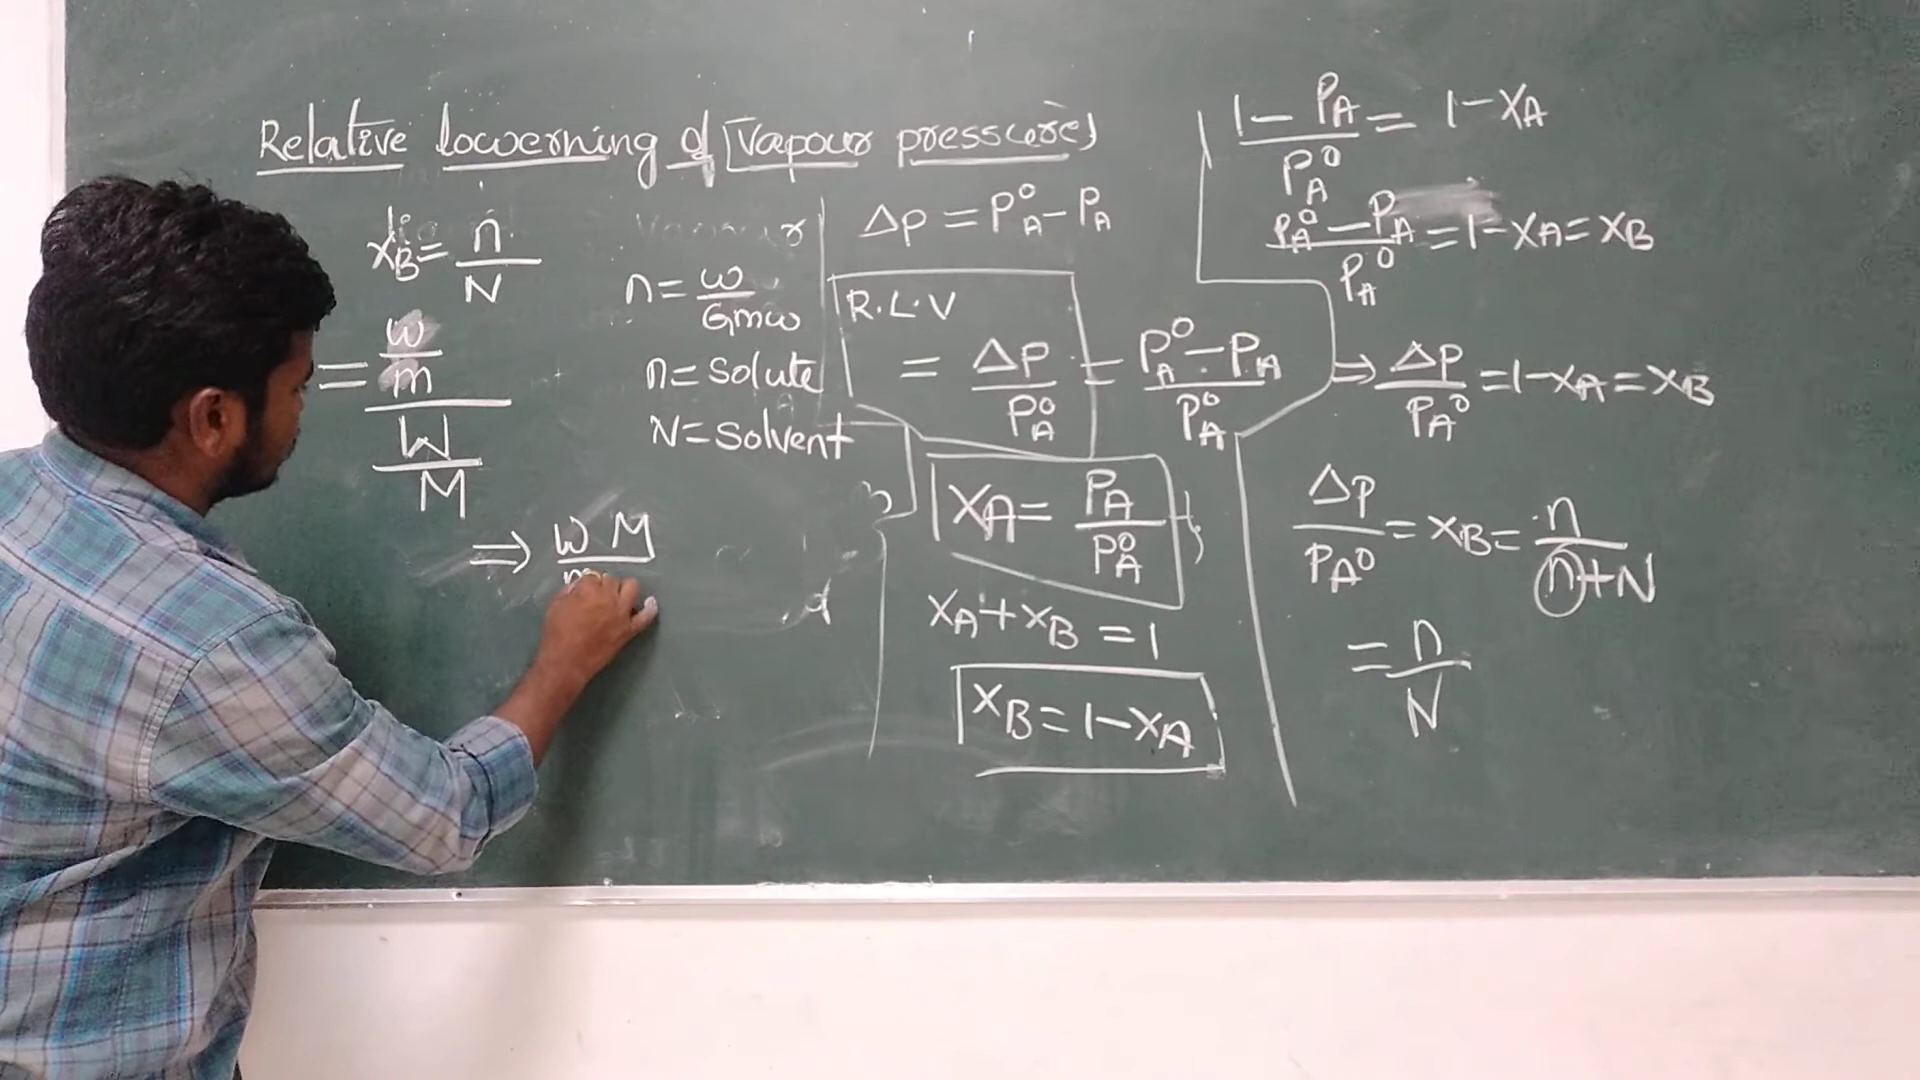 Relative lowerning of [Vapour pressure]
xB = n/N
n = w/Gmw
n = Solute
N = Solvent
= w/m
W/M
⇒ w M
m
Δp = P°A - PA
R.L.V
= Δp/P°A = P°A - PA/P°A
XA = PA/P°A
XA + XB = 1
XB = 1 - XA
1 - PA/P°A = 1 - XA
P°A - PA/P°A = 1 - XA = XB
⇒ Δp/PA° = 1 - XA = XB
Δp/PA° = XB = n/n+N
= n/N